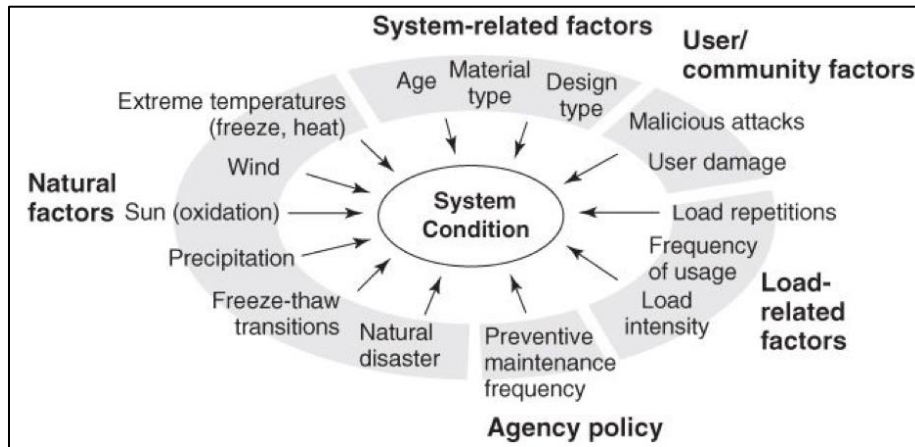 System-related factors
User/
community factors
Age
Material
type
Design
type
Extreme temperatures
(freeze, heat)
Malicious attacks
Wind
User damage
Natural
factors
Sun (oxidation)
System
Condition
Load repetitions
Precipitation
Frequency
of usage
Load-
related
factors
Freeze-thaw
transitions
Load
intensity
Natural
disaster
Preventive
maintenance
frequency
Agency policy